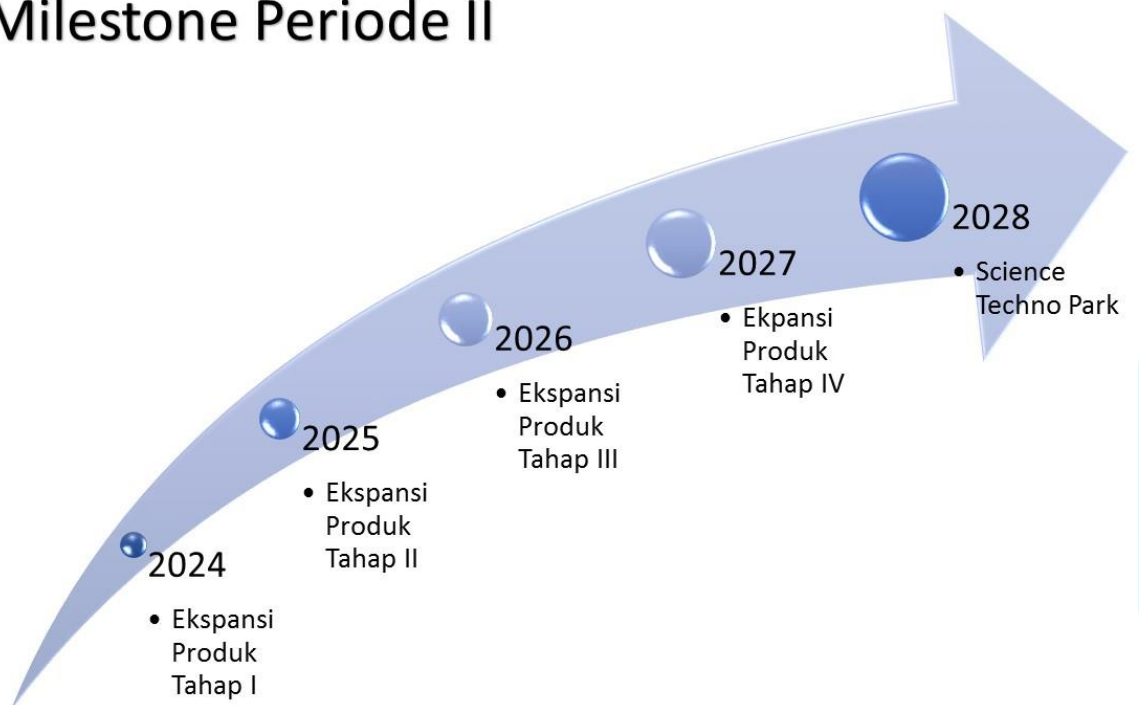 Milestone Periode II
2024
• Ekspansi
Produk
Tahap I
2025
• Ekspansi
Produk
Tahap II
2026
• Ekspansi
Produk
Tahap III
2027
• Ekpansi
Produk
Tahap IV
2028
• Science
Techno Park